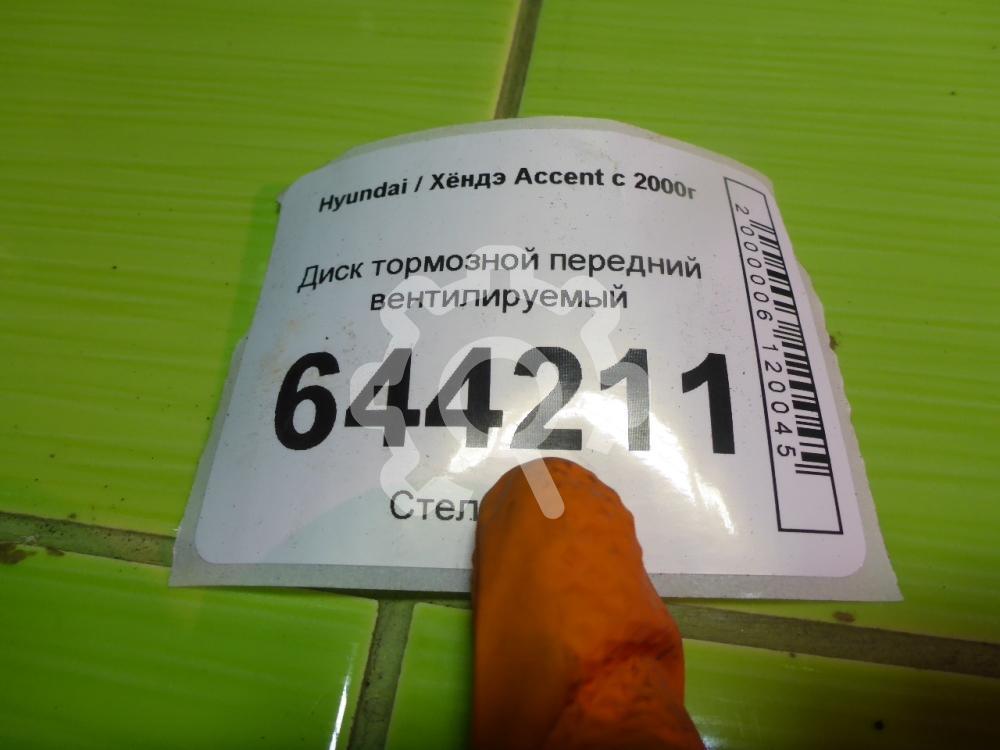 Hyundai / Хёндэ Accent с 2000г
Диск тормозной передний
вентилируемый
644211
2000006120045